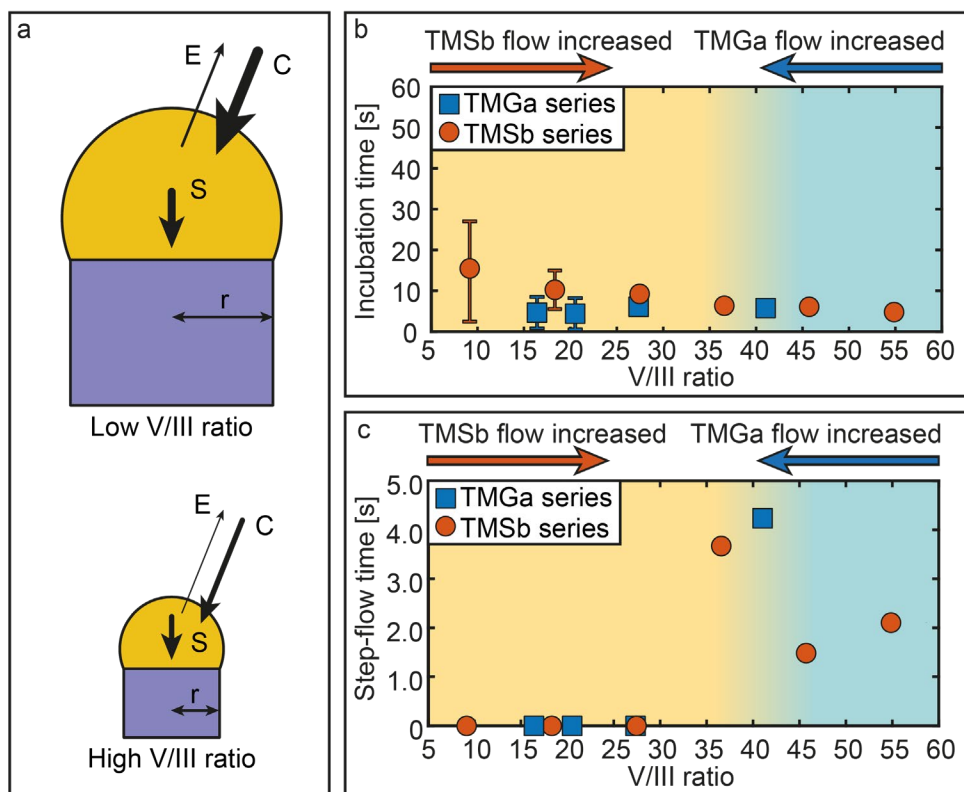 a
E
C
S
r
Low V/III ratio
E
C
S
r
High V/III ratio
b
TMSb flow increased
TMGa flow increased
Incubation time [s]
60
50
40
30
20
10
0
TMGa series
TMSb series
5 10 15 20 25 30 35 40 45 50 55 60
V/III ratio
c
TMSb flow increased
TMGa flow increased
Step-flow time [s]
5.0
4.0
3.0
2.0
1.0
0
TMGa series
TMSb series
5 10 15 20 25 30 35 40 45 50 55 60
V/III ratio